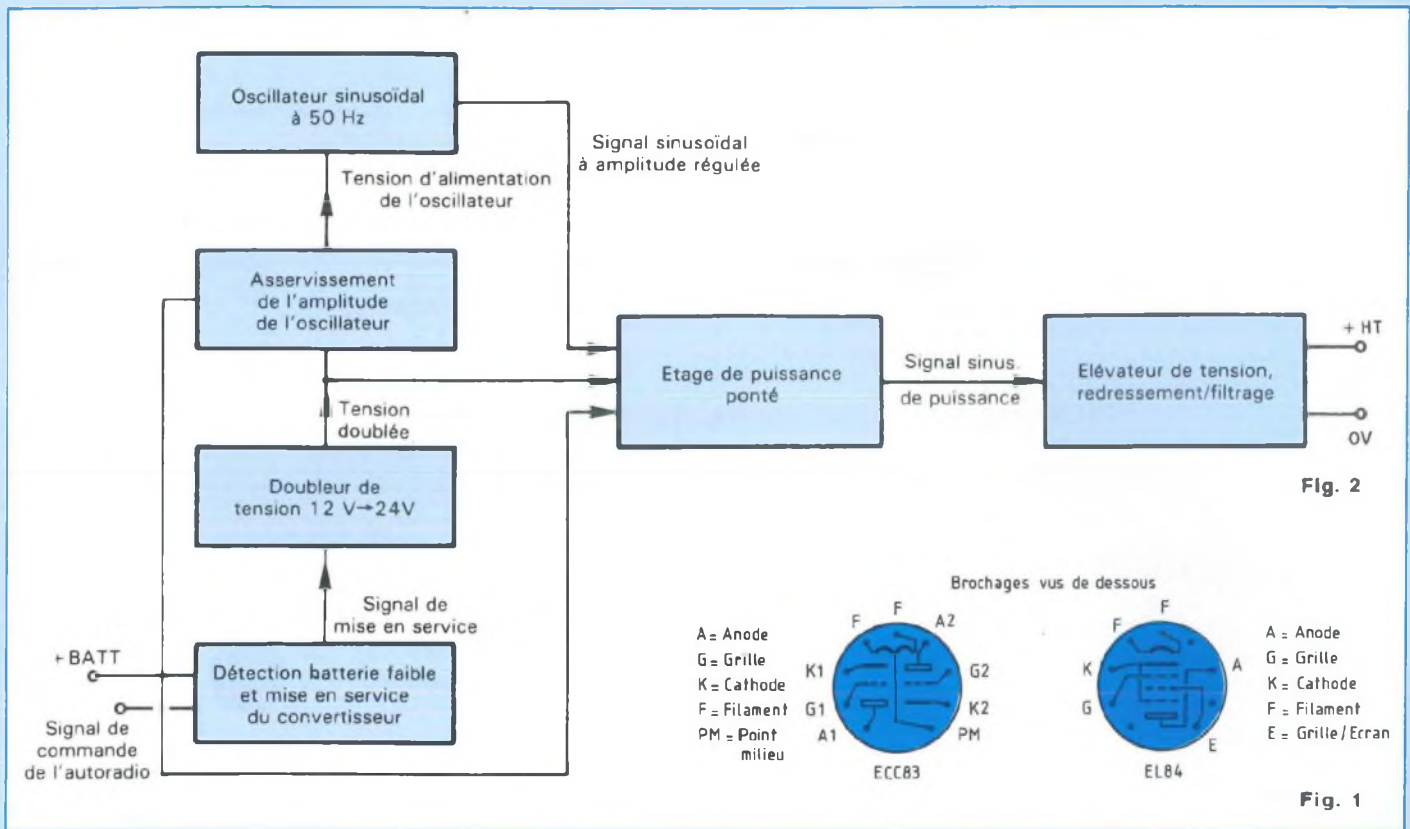 Oscillateur sinusoïdal
à 50 Hz
Signal sinusoïdal
à amplitude régulée
Tension d'alimentation
de l'oscillateur
Asservissement
de l'amplitude
de l'oscillateur
Etage de puissance
ponté
Signal sinus.
de puissance
Elévateur de tension,
redressement/filtrage
+ HT
0V
Fig. 2
Tension
doublée
Doubleur de
tension 12 V→24V
Signal de
mise en service
+ BATT
Détection batterie faible
et mise en service
du convertisseur
Signal de
commande
de l'autoradio
Brochages vus de dessous
A = Anode
G = Grille
K = Cathode
F = Filament
PM = Point
milieu
F
F
A2
K1
G2
G1
K2
A1
PM
ECC83
F
F
K
A
G
E
EL84
A = Anode
G = Grille
K = Cathode
F = Filament
E = Grille/Ecran
Fig. 1